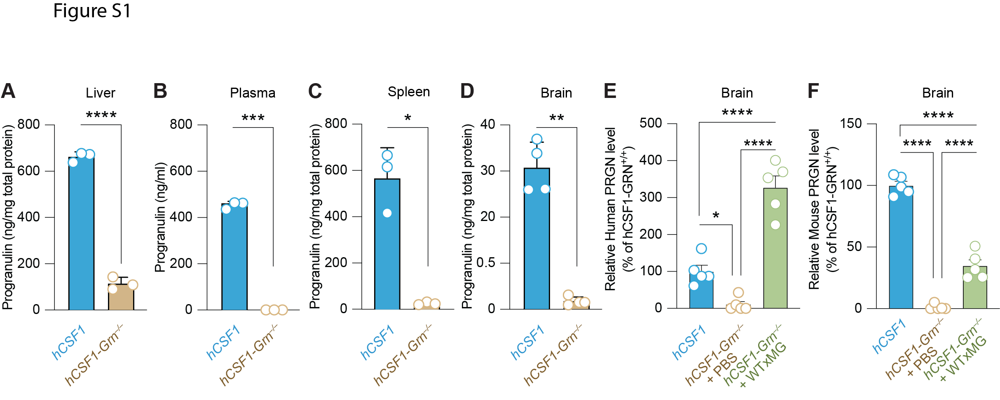 Figure S1
A
Liver
****
Progranulin (ng/mg total protein)
800
600
400
200
0
hCSF1
hCSF1-Grn–/–
B
Plasma
***
Progranulin (ng/ml)
800
600
400
200
0
hCSF1
hCSF1-Grn–/–
C
Spleen
*
Progranulin (ng/mg total protein)
800
600
400
200
0
hCSF1
hCSF1-Grn–/–
D
Brain
**
Progranulin (ng/mg total protein)
40
30
20
0.5
0
hCSF1
hCSF1-Grn–/–
E
Brain
****
****
*
Relative Human PRGN level
(% of hCSF1-GRN+/+)
500
400
300
200
100
0
hCSF1
hCSF1-Grn–/–
+ PBS
hCSF1-Grn–/–
+ WTxMG
F
Brain
****
**** ****
Relative Mouse PRGN level
(% of hCSF1-GRN+/+)
150
100
50
0
hCSF1
hCSF1-Grn–/–
+ PBS
hCSF1-Grn–/–
+ WTxMG